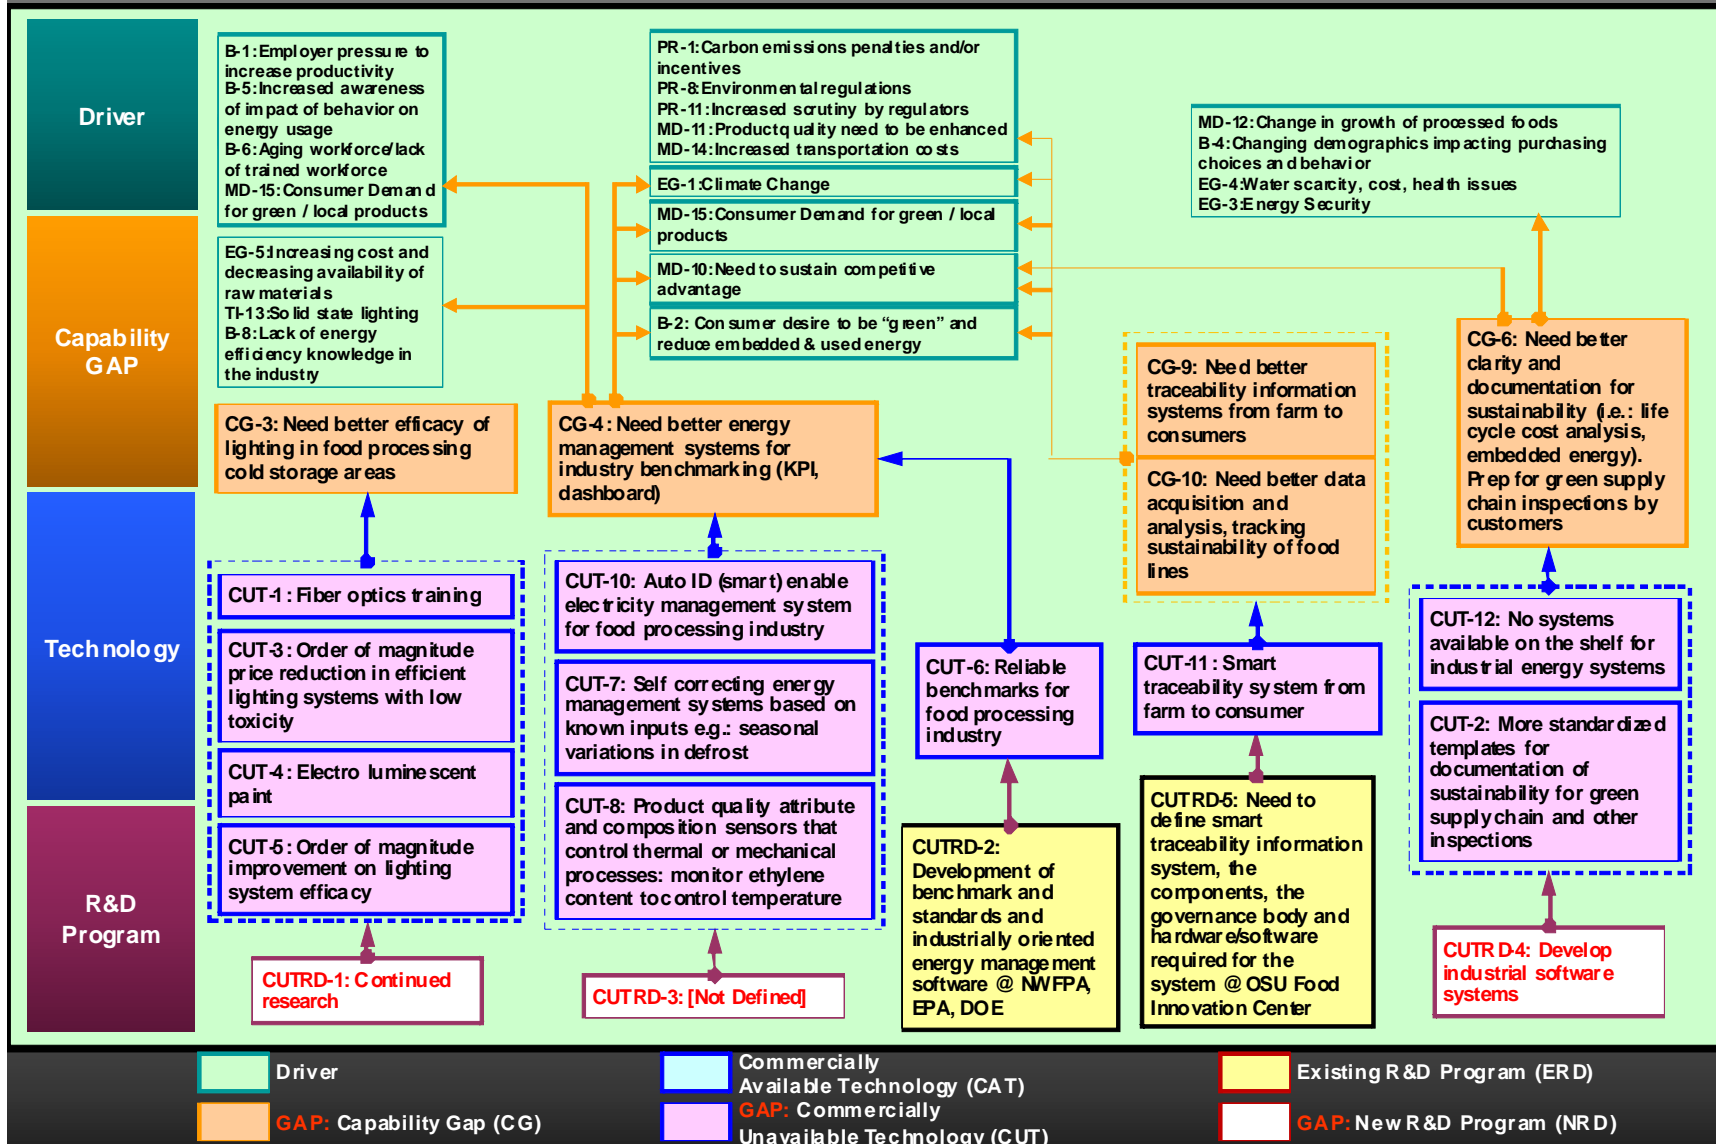 Driver
Capability
GAP
Technology
R&D
Program
B-1:Employer pressure to
increase productivity
B-5:Increased awareness
of impact of behavior on
energy usage
B-6:Aging workforce/lack
of trained workforce
MD-15:Consumer Demand
for green / local products
EG-5:Increasing cost and
decreasing availability of
raw materials
TI-13:Solid state lighting
B-8:Lack of energy
efficiency knowledge in
the industry
PR-1:Carbon emissions penalties and/or
incentives
PR-8:Environmental regulations
PR-11:Increased scrutiny by regulators
MD-11:Product quality need to be enhanced
MD-14:Increased transportation costs
EG-1:Climate Change
MD-15:Consumer Demand for green / local
products
MD-10:Need to sustain competitive
advantage
B-2: Consumer desire to be “green” and
reduce embedded & used energy
MD-12:Change in growth of processed foods
B-4:Changing demographics impacting purchasing
choices and behavior
EG-4:Water scarcity, cost, health issues
EG-3:Energy Security
CG-3: Need better efficacy of
lighting in food processing
cold storage areas
CG-4: Need better energy
management systems for
industry benchmarking (KPI,
dashboard)
CG-9: Need better
traceability information
systems from farm to
consumers
CG-10: Need better data
acquisition and
analysis, tracking
sustainability of food
lines
CG-6: Need better
clarity and
documentation for
sustainability (i.e.: life
cycle cost analysis,
embedded energy).
Prep for green supply
chain inspections by
customers
CUT-1: Fiber optics training
CUT-3: Order of magnitude
price reduction in efficient
lighting systems with low
toxicity
CUT-4: Electro luminescent
paint
CUT-5: Order of magnitude
improvement on lighting
system efficacy
CUT-10: Auto ID (smart) enable
electricity management system
for food processing industry
CUT-7: Self correcting energy
management systems based on
known inputs e.g.: seasonal
variations in defrost
CUT-8: Product quality attribute
and composition sensors that
control thermal or mechanical
processes: monitor ethylene
content to control temperature
CUT-6: Reliable
benchmarks for
food processing
industry
CUT-11: Smart
traceability system from
farm to consumer
CUT-12: No systems
available on the shelf for
industrial energy systems
CUT-2: More standardized
templates for
documentation of
sustainability for green
supply chain and other
inspections
CUTRD-1: Continued
research
CUTRD-3: [Not Defined]
CUTRD-2:
Development of
benchmark and
standards and
industrially oriented
energy management
software @ NWFPA,
EPA, DOE
CUTRD-5: Need to
define smart
traceability information
system, the
components, the
governance body and
hardware/software
required for the
system @ OSU Food
Innovation Center
CUTRD-4: Develop
industrial software
systems
Driver
GAP: Capability Gap (CG)
Commercially
Available Technology (CAT)
GAP: Commercially
Unavailable Technology (CUT)
Existing R&D Program (ERD)
GAP: New R&D Program (NRD)